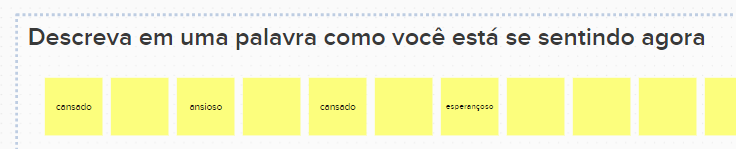 Descreva em uma palavra como você está se sentindo agora
cansado ansioso cansado esperançoso